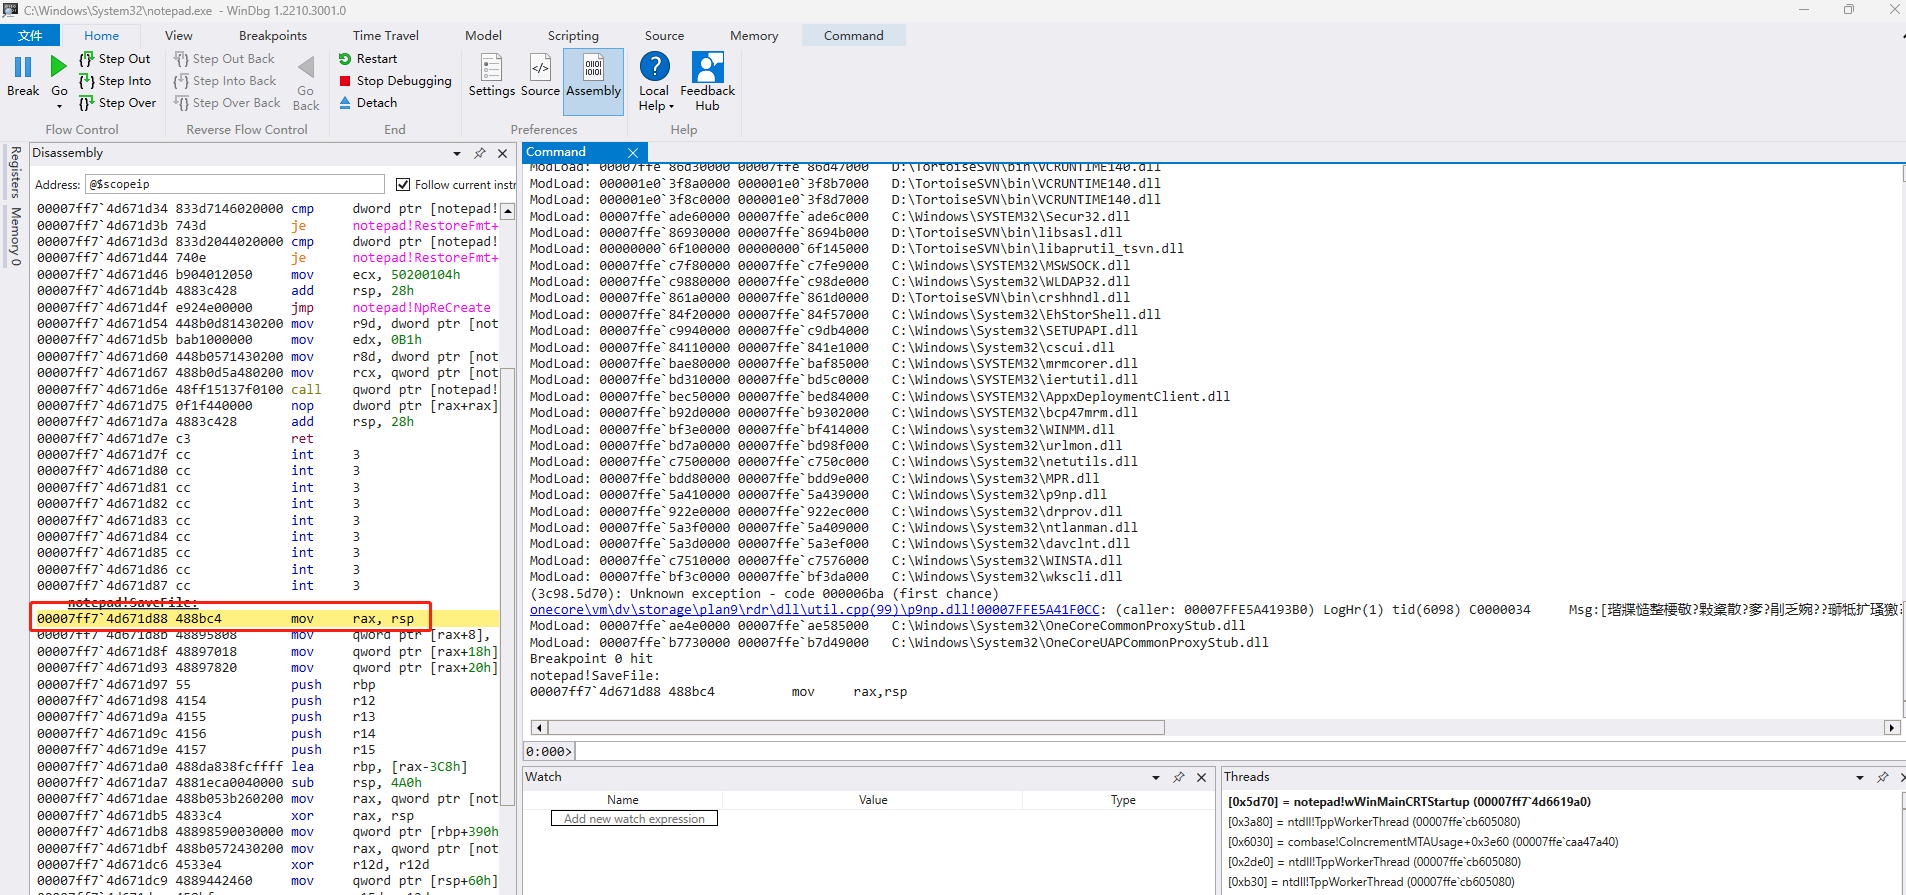 C:\Windows\System32\notepad.exe - WinDbg 1.2210.3001.0
文件 Home View Breakpoints Time Travel Model Scripting Source Memory Command
Break
Go
Step Out
Step Into
Step Over
Flow Control
Step Out Back
Step Into Back
Step Over Back
Go Back
Reverse Flow Control
Restart
Stop Debugging
Detach
End
Settings Source Assembly
Preferences
Local Help
Feedback Hub
Help
Registers
Memory 0
Disassembly
Address: @$scopeip Follow current instr
00007ff7`4d671d34 833d7146020000 cmp dword ptr [notepad!
00007ff7`4d671d3b 743d je notepad!RestoreFmt+
00007ff7`4d671d3d 833d2044020000 cmp dword ptr [notepad!
00007ff7`4d671d44 740e je notepad!RestoreFmt+
00007ff7`4d671d46 b904012050 mov ecx, 50200104h
00007ff7`4d671d4b 4883c428 add rsp, 28h
00007ff7`4d671d4f e924e00000 jmp notepad!NpReCreate
00007ff7`4d671d54 448b0d81430200 mov r9d, dword ptr [not
00007ff7`4d671d5b bab1000000 mov edx, 0B1h
00007ff7`4d671d60 448b0571430200 mov r8d, dword ptr [not
00007ff7`4d671d67 488b0d5a480200 mov rcx, qword ptr [not
00007ff7`4d671d6e 48ff15137f0100 call qword ptr [notepad!
00007ff7`4d671d75 0f1f440000 nop dword ptr [rax+rax]
00007ff7`4d671d7a 4883c428 add rsp, 28h
00007ff7`4d671d7e c3 ret
00007ff7`4d671d7f cc int 3
00007ff7`4d671d80 cc int 3
00007ff7`4d671d81 cc int 3
00007ff7`4d671d82 cc int 3
00007ff7`4d671d83 cc int 3
00007ff7`4d671d84 cc int 3
00007ff7`4d671d85 cc int 3
00007ff7`4d671d86 cc int 3
00007ff7`4d671d87 cc int 3
notepad!SaveFile:
00007ff7`4d671d88 488bc4 mov rax, rsp
00007ff7`4d671d8b 48895808 mov qword ptr [rax+8],
00007ff7`4d671d8f 48897018 mov qword ptr [rax+18h]
00007ff7`4d671d93 48897820 mov qword ptr [rax+20h]
00007ff7`4d671d97 55 push rbp
00007ff7`4d671d98 4154 push r12
00007ff7`4d671d9a 4155 push r13
00007ff7`4d671d9c 4156 push r14
00007ff7`4d671d9e 4157 push r15
00007ff7`4d671da0 488da838fcffff lea rbp, [rax-3C8h]
00007ff7`4d671da7 4881eca0040000 sub rsp, 4A0h
00007ff7`4d671dae 488b053b260200 mov rax, qword ptr [not
00007ff7`4d671db5 4833c4 xor rax, rsp
00007ff7`4d671db8 48898590030000 mov qword ptr [rbp+390h
00007ff7`4d671dbf 488b0572430200 mov rax, qword ptr [not
00007ff7`4d671dc6 4533e4 xor r12d, r12d
00007ff7`4d671dc9 4889442460 mov qword ptr [rsp+60h]
Command
ModLoad: 00007ffe`86d30000 00007ffe`86d47000 D:\TortoiseSVN\bin\VCRUNTIME140.dll
ModLoad: 000001e0`3f8a0000 000001e0`3f8b7000 D:\TortoiseSVN\bin\VCRUNTIME140.dll
ModLoad: 000001e0`3f8c0000 000001e0`3f8d7000 D:\TortoiseSVN\bin\VCRUNTIME140.dll
ModLoad: 00007ffe`ade60000 00007ffe`ade6c000 C:\Windows\SYSTEM32\Secur32.dll
ModLoad: 00007ffe`86930000 00007ffe`8694b000 D:\TortoiseSVN\bin\libsasl.dll
ModLoad: 00000000`6f100000 00000000`6f145000 D:\TortoiseSVN\bin\libaprutil_tsvn.dll
ModLoad: 00007ffe`c7f80000 00007ffe`c7fe9000 C:\Windows\SYSTEM32\MSWSOCK.dll
ModLoad: 00007ffe`c9880000 00007ffe`c98de000 C:\Windows\SYSTEM32\WLDAP32.dll
ModLoad: 00007ffe`861a0000 00007ffe`861d0000 D:\TortoiseSVN\bin\crshhndl.dll
ModLoad: 00007ffe`84f20000 00007ffe`84f57000 C:\Windows\System32\EhStorShell.dll
ModLoad: 00007ffe`c9940000 00007ffe`c9db4000 C:\Windows\System32\SETUPAPI.dll
ModLoad: 00007ffe`84110000 00007ffe`841e1000 C:\Windows\System32\cscui.dll
ModLoad: 00007ffe`bae80000 00007ffe`baf85000 C:\Windows\SYSTEM32\mrmcorer.dll
ModLoad: 00007ffe`bd310000 00007ffe`bd5c0000 C:\Windows\SYSTEM32\iertutil.dll
ModLoad: 00007ffe`bec50000 00007ffe`bed84000 C:\Windows\SYSTEM32\AppxDeploymentClient.dll
ModLoad: 00007ffe`b92d0000 00007ffe`b9302000 C:\Windows\System32\bcp47mrm.dll
ModLoad: 00007ffe`bf3e0000 00007ffe`bf414000 C:\Windows\SYSTEM32\WINMM.dll
ModLoad: 00007ffe`bd7a0000 00007ffe`bd98f000 C:\Windows\System32\urlmon.dll
ModLoad: 00007ffe`c7500000 00007ffe`c750c000 C:\Windows\System32\netutils.dll
ModLoad: 00007ffe`bdd80000 00007ffe`bdd9e000 C:\Windows\System32\MPR.dll
ModLoad: 00007ffe`5a410000 00007ffe`5a439000 C:\Windows\System32\p9np.dll
ModLoad: 00007ffe`922e0000 00007ffe`922ec000 C:\Windows\System32\drprov.dll
ModLoad: 00007ffe`5a3f0000 00007ffe`5a409000 C:\Windows\System32\ntlanman.dll
ModLoad: 00007ffe`5a3d0000 00007ffe`5a3ef000 C:\Windows\System32\davclnt.dll
ModLoad: 00007ffe`c7510000 00007ffe`c7576000 C:\Windows\System32\WINSTA.dll
ModLoad: 00007ffe`bf3c0000 00007ffe`bf3da000 C:\Windows\System32\wkscli.dll
(3c98.5d70): Unknown exception - code 000006ba (first chance)
onecore\vm\dv\storage\plan9\rdr\dll\util.cpp(99)\p9np.dll!00007FFE5A41F0CC: (caller: 00007FFE5A4193B0) LogHr(1) tid(6098) C0000034 Msg:[
ModLoad: 00007ffe`ae4e0000 00007ffe`ae585000 C:\Windows\System32\OneCoreCommonProxyStub.dll
ModLoad: 00007ffe`b7730000 00007ffe`b7d49000 C:\Windows\System32\OneCoreUAPCommonProxyStub.dll
Breakpoint 0 hit
notepad!SaveFile:
00007ff7`4d671d88 488bc4 mov rax,rsp
0:000>
Watch
Name Value Type
Add new watch expression
Threads
[0x5d70] = notepad!wWinMainCRTStartup (00007ff7`4d6619a0)
[0x3a80] = ntdll!TppWorkerThread (00007ffe`cb605080)
[0x6030] = combase!CoIncrementMTAUsage+0x3e60 (00007ffe`caa47a40)
[0x2de0] = ntdll!TppWorkerThread (00007ffe`cb605080)
[0xb30] = ntdll!TppWorkerThread (00007ffe`cb605080)